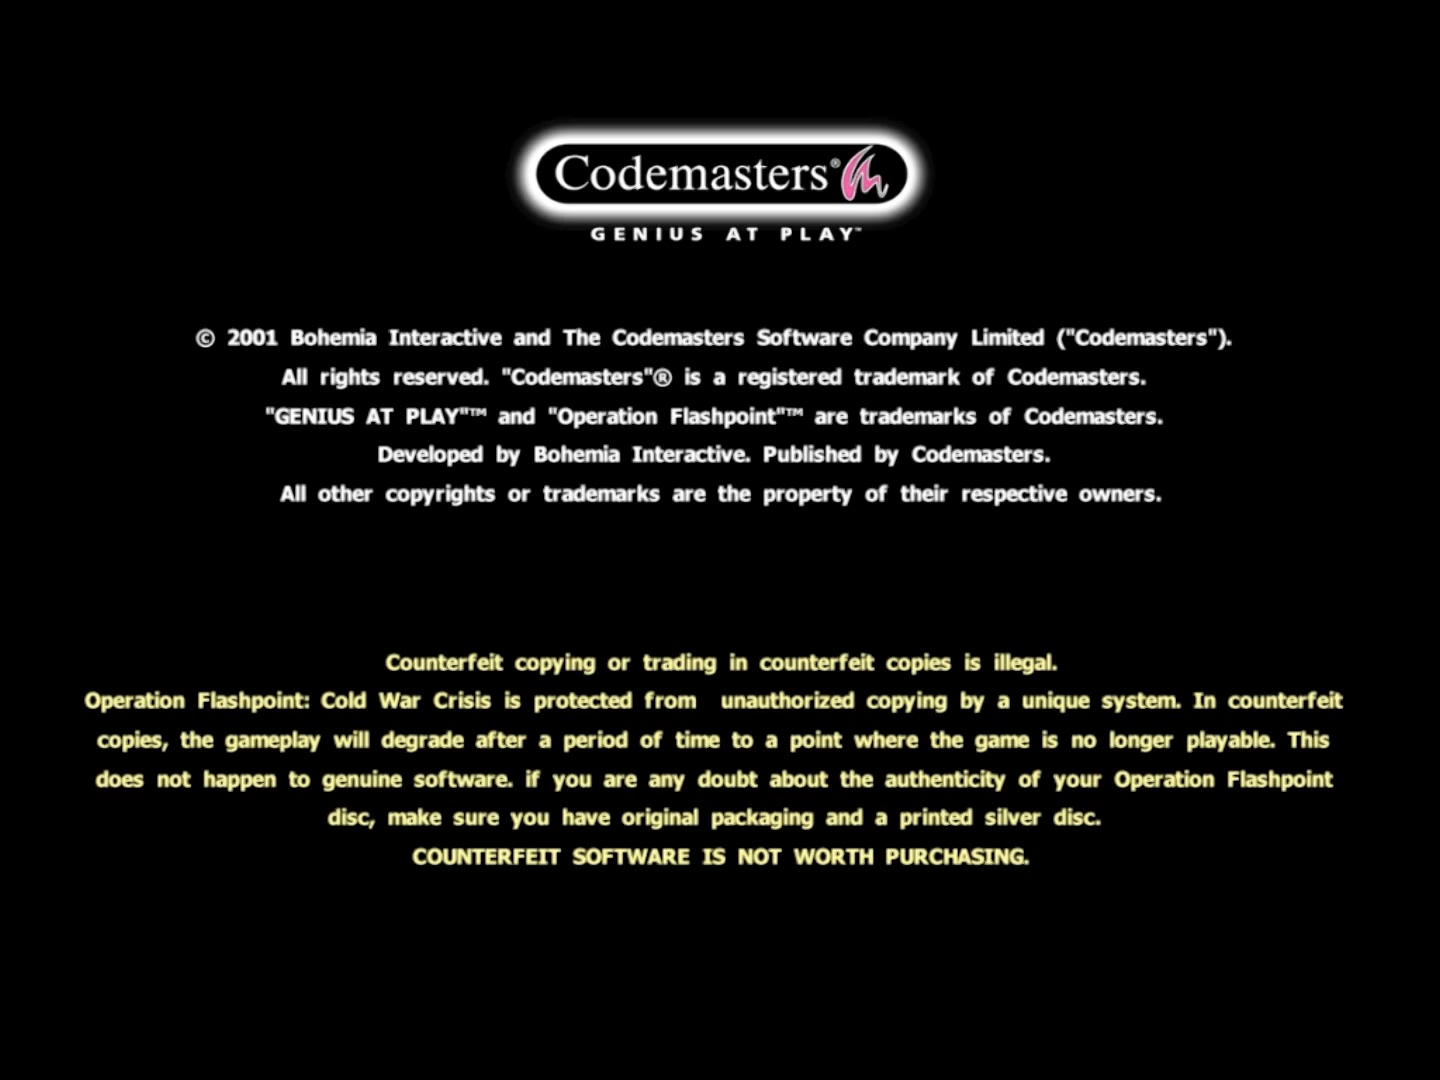 Codemasters®
GENIUS AT PLAY™
© 2001 Bohemia Interactive and The Codemasters Software Company Limited ("Codemasters").
All rights reserved. "Codemasters"® is a registered trademark of Codemasters.
"GENIUS AT PLAY"™ and "Operation Flashpoint"™ are trademarks of Codemasters.
Developed by Bohemia Interactive. Published by Codemasters.
All other copyrights or trademarks are the property of their respective owners.
Counterfeit copying or trading in counterfeit copies is illegal.
Operation Flashpoint: Cold War Crisis is protected from unauthorized copying by a unique system. In counterfeit
copies, the gameplay will degrade after a period of time to a point where the game is no longer playable. This
does not happen to genuine software. if you are any doubt about the authenticity of your Operation Flashpoint
disc, make sure you have original packaging and a printed silver disc.
COUNTERFEIT SOFTWARE IS NOT WORTH PURCHASING.